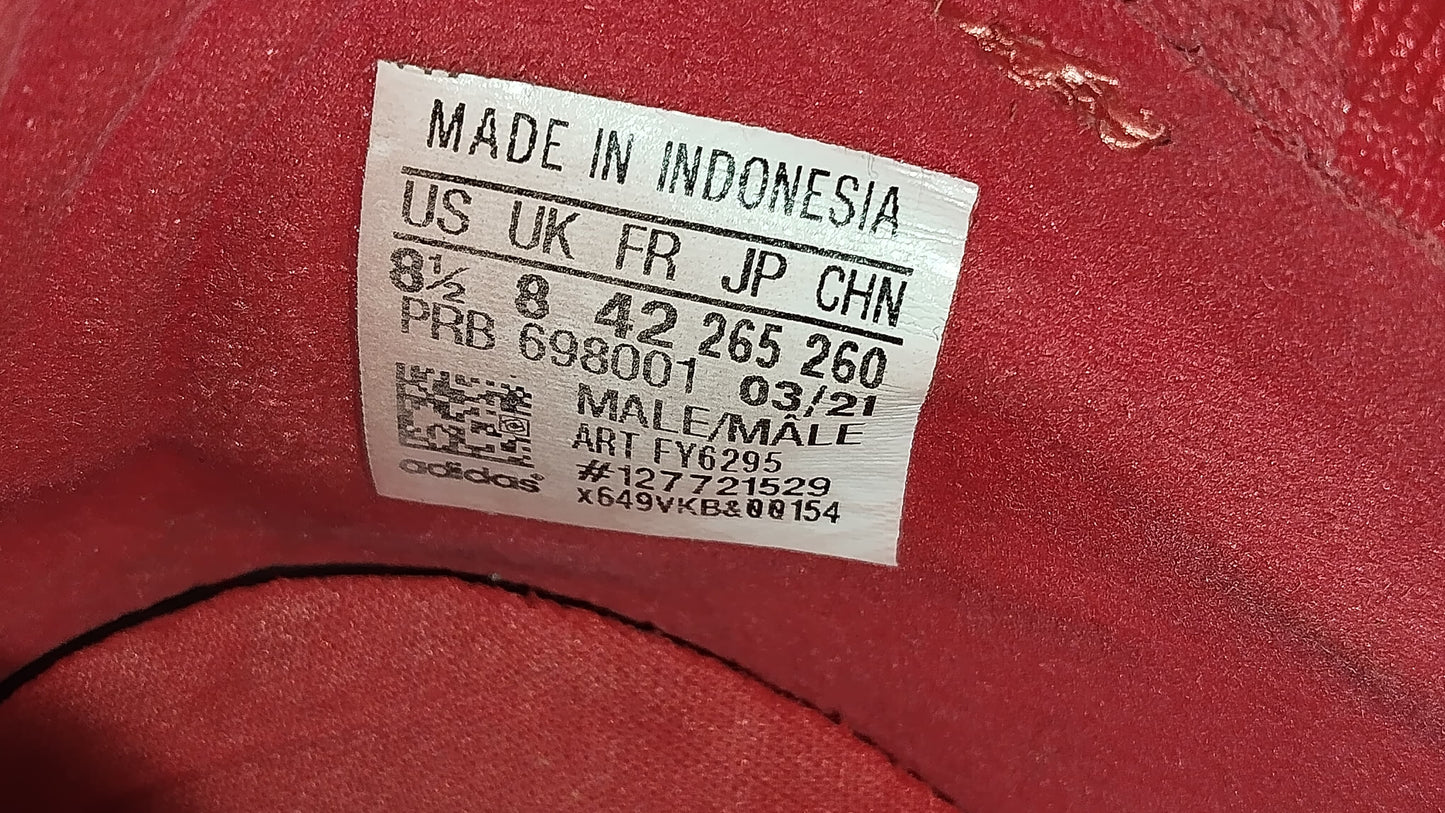 MADE IN INDONESIA
US UK FR JP CHN
8½ 8 42 265 260
PRB 698001 03/21
MALE/MÂLE
ART FY6295
#127721529
adidas
x649VKB&00154